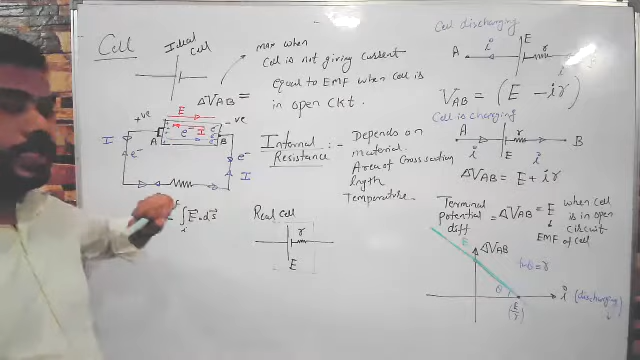 Cell
Ideal
Cell
max when
Cell is not giving current
equal to EMF when cell is
in open CKt.
ΔVAB =
+ve
E
- ve
e-
I
A
B
I
e-
e-
I
∫ E.ds
Internal :-
Resistance
Depends on
material
Area of Cross section
length
Temperature
Real cell
r
E
Cell discharging
E
A
i
r
i
B
VAB = (E - ir)
Cell is charging
A
B
i
E
r
i
ΔVAB = E + ir
Terminal
potential
diff
= ΔVAB = E when cell
is in open
circuit
EMF of cell
E
ΔVAB
tanθ = r
θ
i (discharging)
(E/r)